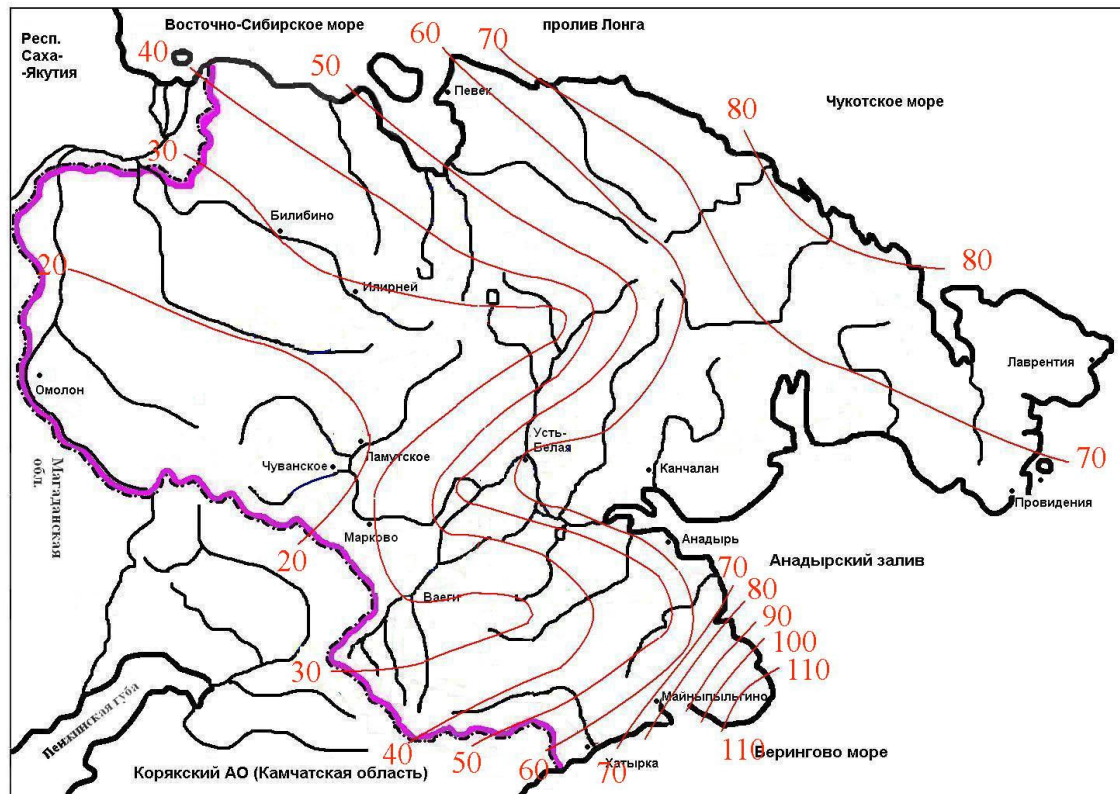 Восточно-Сибирское море
пролив Лонга
Респ.
Саха-
-Якутия
40
50
60
70
Певек
80
Чукотское море
30
Билибино
80
20
Илирней
Лаврентия
Омолон
Усть-
Белая
Чуванское
Ламутское
Канчалан
70
Магаданская
обл.
Провидения
20
Марково
Анадырь
Анадырский залив
70
80
Ваеги
90
100
30
110
Майныпыльгино
Пенжинская губа
40
50
60
70
110
Хатырка
Берингово море
Корякский АО (Камчатская область)